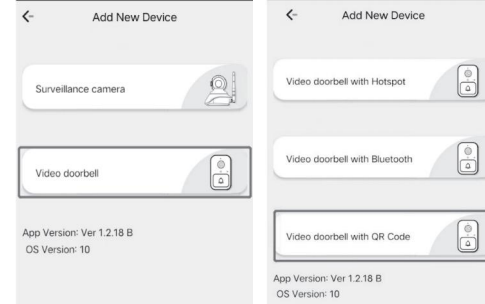 Add New Device
Surveillance camera
Video doorbell
App Version: Ver 1.2.18 B
OS Version: 10
Add New Device
Video doorbell with Hotspot
Video doorbell with Bluetooth
Video doorbell with QR Code
App Version: Ver 1.2.18 B
OS Version: 10